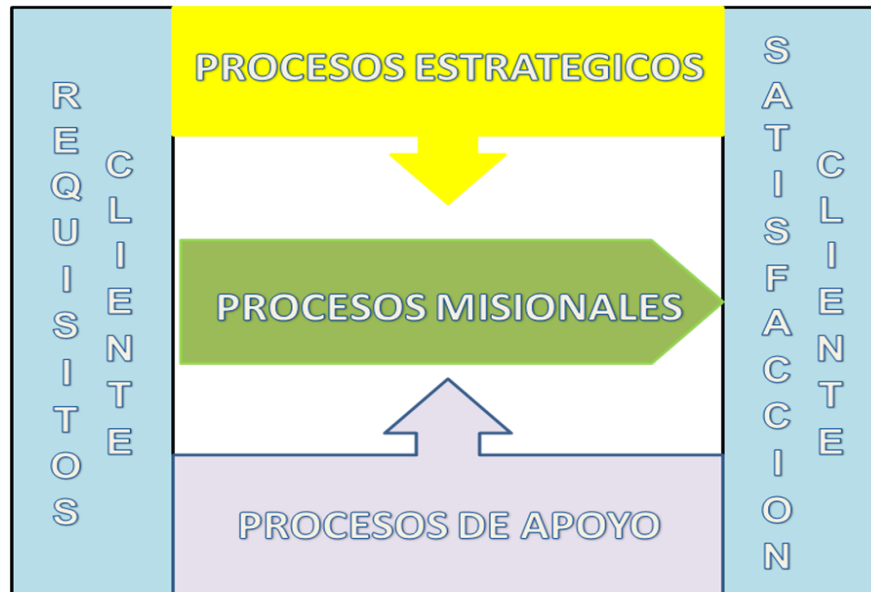 REQUISITOS
CLIENTE
PROCESOS ESTRATEGICOS
PROCESOS MISIONALES
PROCESOS DE APOYO
SATISFACCION
CLIENTE